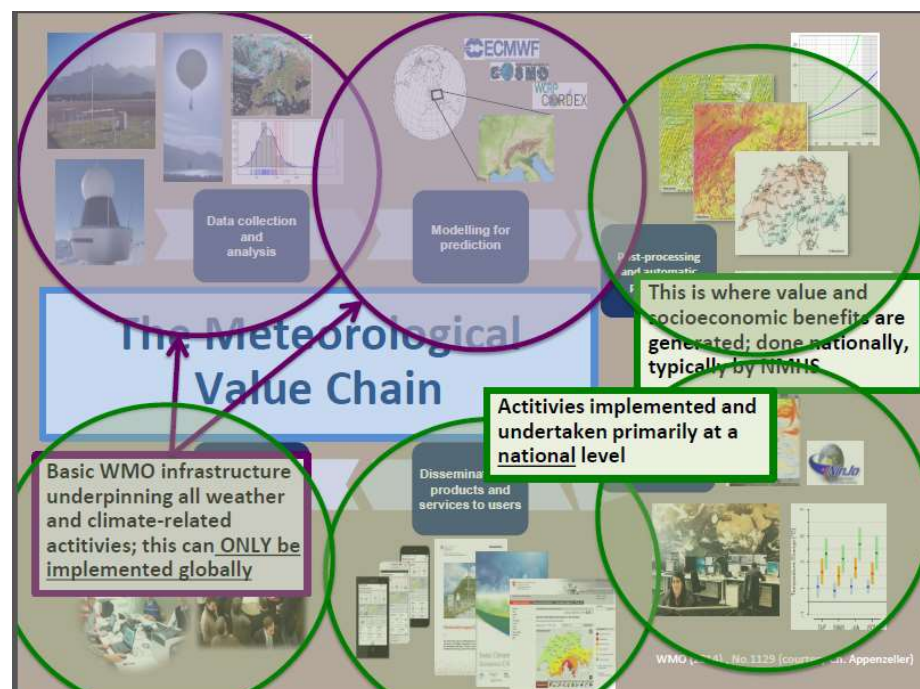 ECMWF
COSMO
WCRP
CORDEX
Data collection
and
analysis
Modelling for
prediction
Post-processing
and automatic
The Meteorological
Value Chain
This is where value and
socioeconomic benefits are
generated; done nationally,
typically by NMHS
Actitivies implemented and
undertaken primarily at a
national level
Basic WMO infrastructure
underpinning all weather
and climate-related
actitivies; this can ONLY be
implemented globally
products and
services to users
NinJo
WMO (2014) , No.1129 (courtesy Ch. Appenzeller)